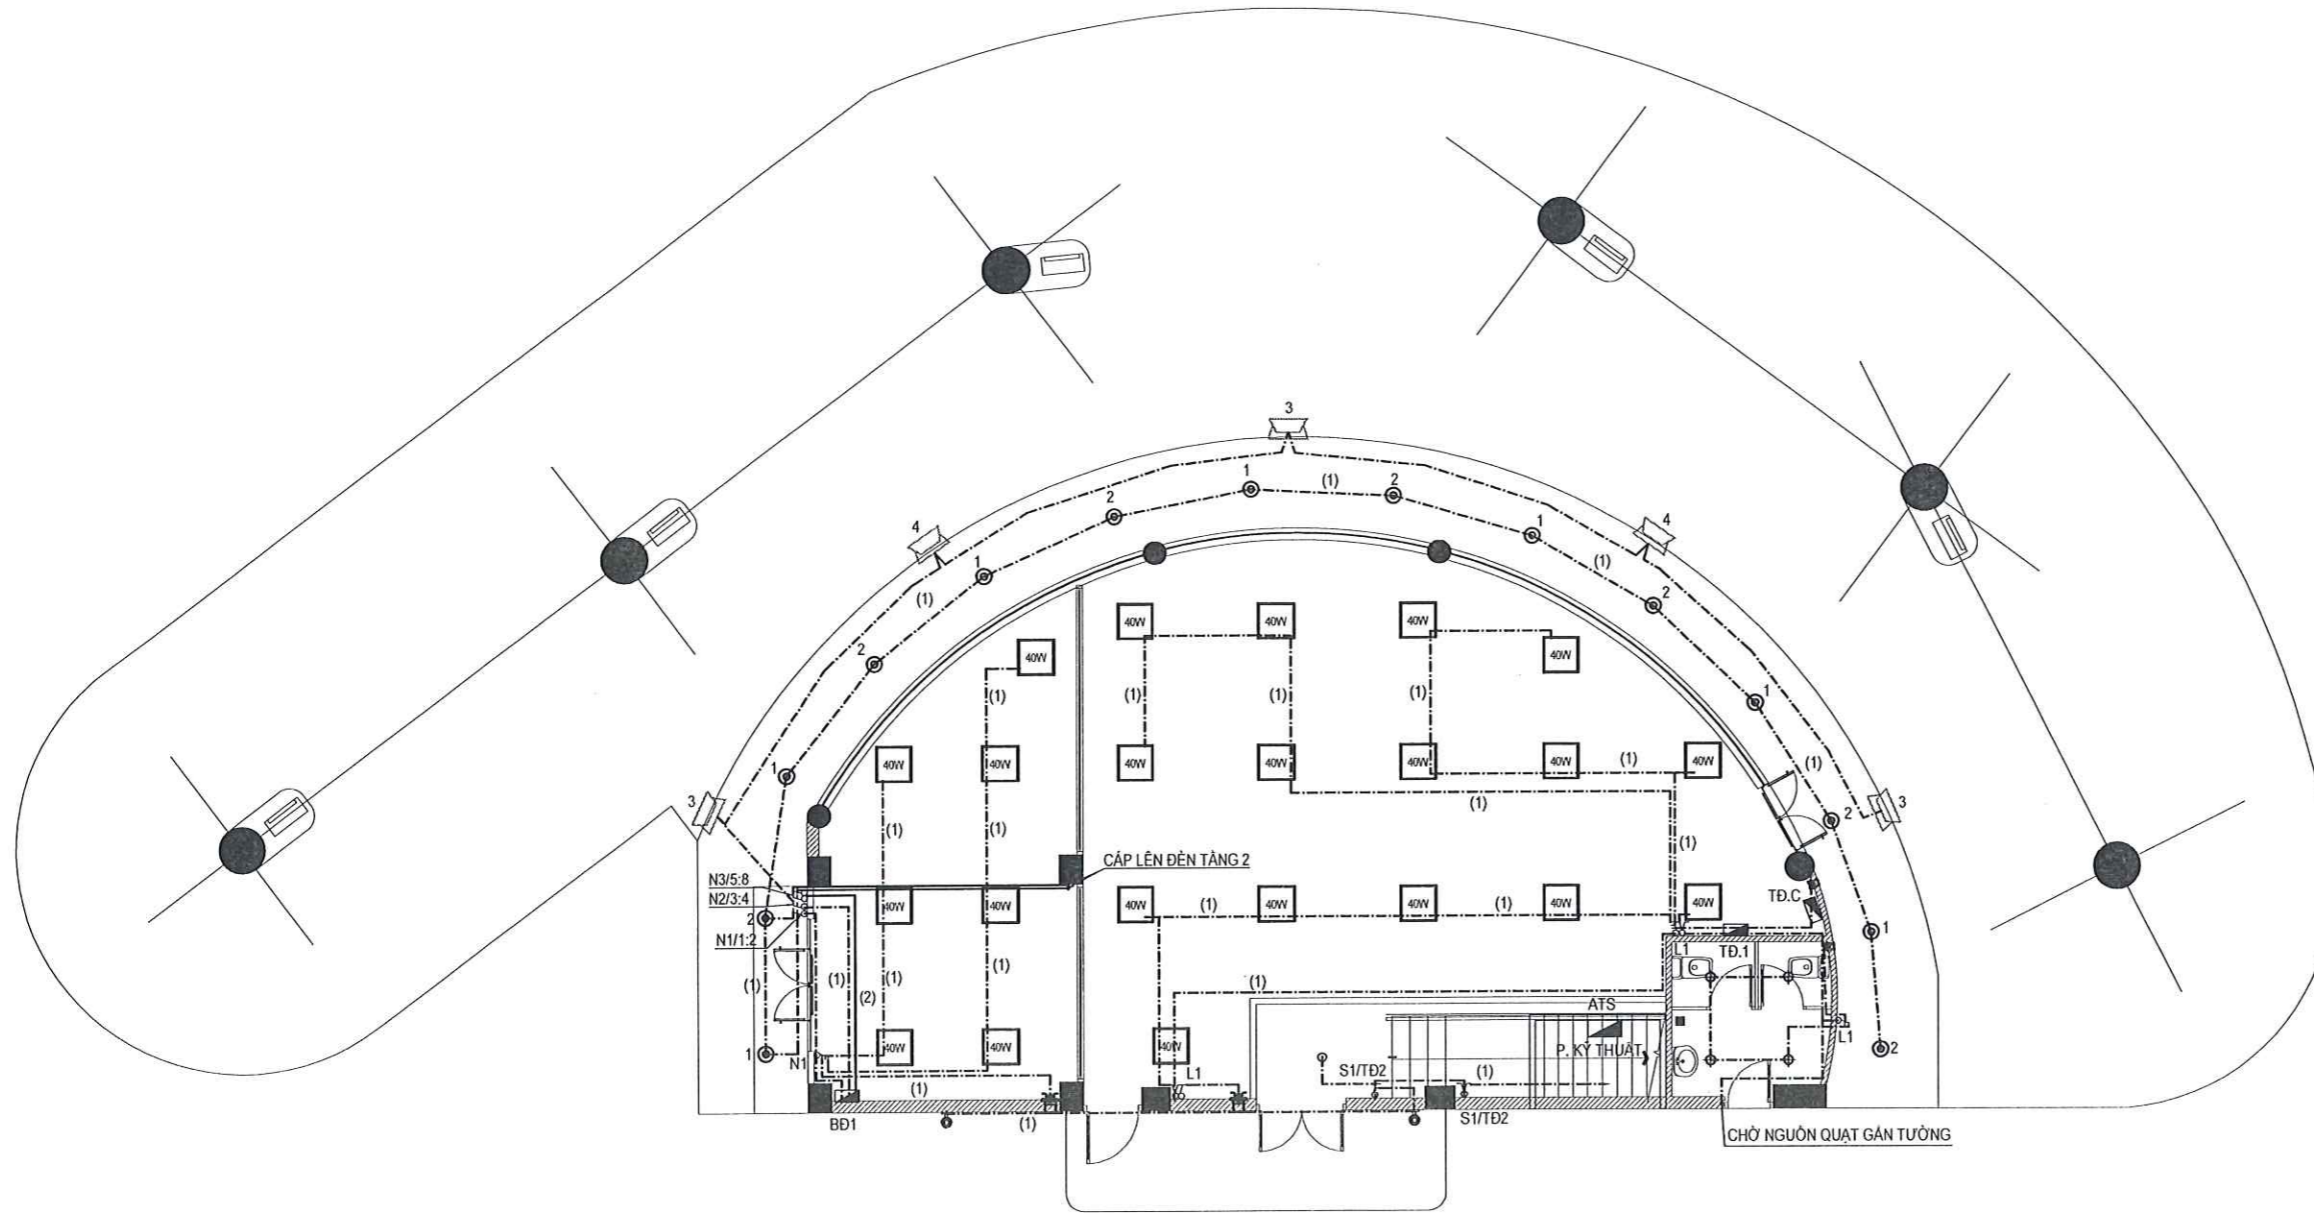 3
1
(1)
2
2
4
4
1
1
(1)
(1)
2
40W
40W
40W
2
40W
40W
(1)
(1)
(1)
(1)
1
1
40W
40W
40W
40W
40W
40W
(1)
40W
(1)
3
(1)
3
2
(1)
(1)
(1)
CÁP LÊN ĐÈN TẦNG 2
N3/5:8
N2/3:4
TĐ.C
2
40W
40W
40W
40W
40W
40W
40W
(1)
(1)
1
N1/1:2
L1
TĐ.1
(1)
(1)
(2)
(1)
(1)
(1)
ATS
L1
1
N1
40W
40W
40W
P. KỸ THUẬT
2
L1
S1/TĐ2
(1)
(1)
BĐ1
(1)
S1/TĐ2
CHỜ NGUỒN QUẠT GẮN TƯỜNG